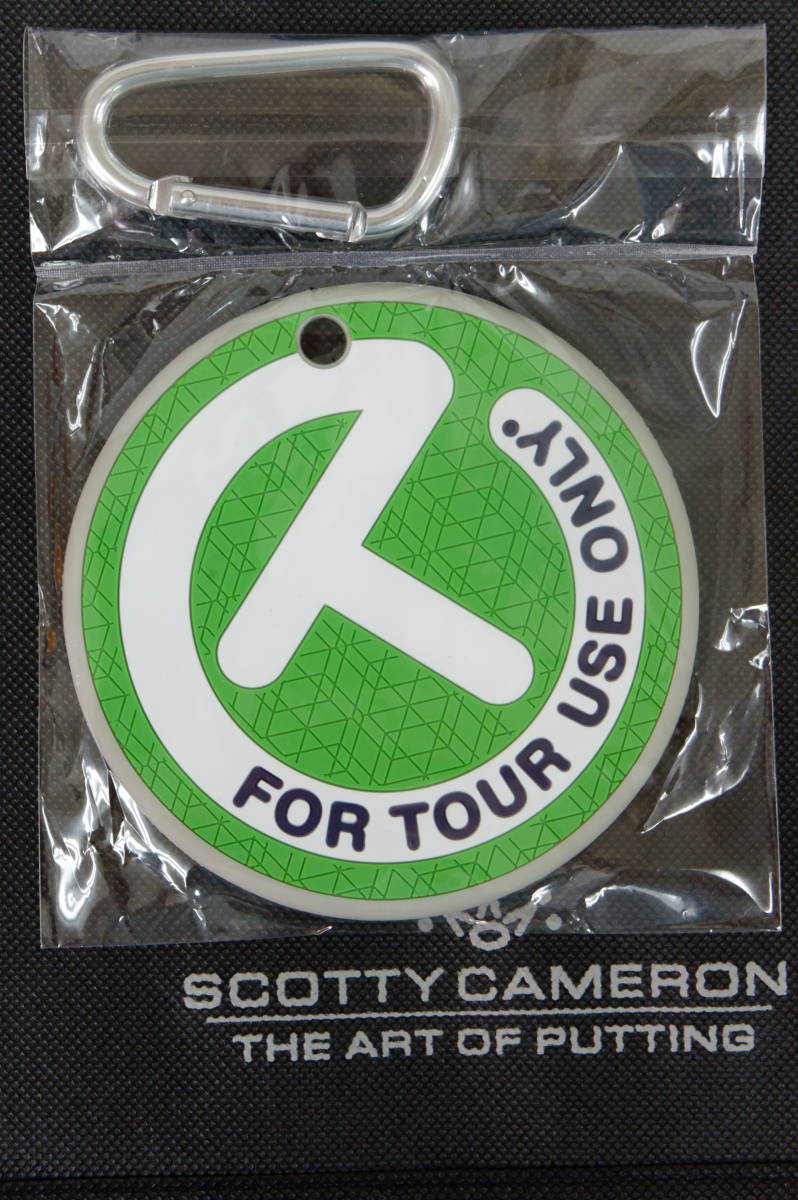 FOR TOUR USE ONLY.
SCOTTY CAMERON
THE ART OF PUTTING